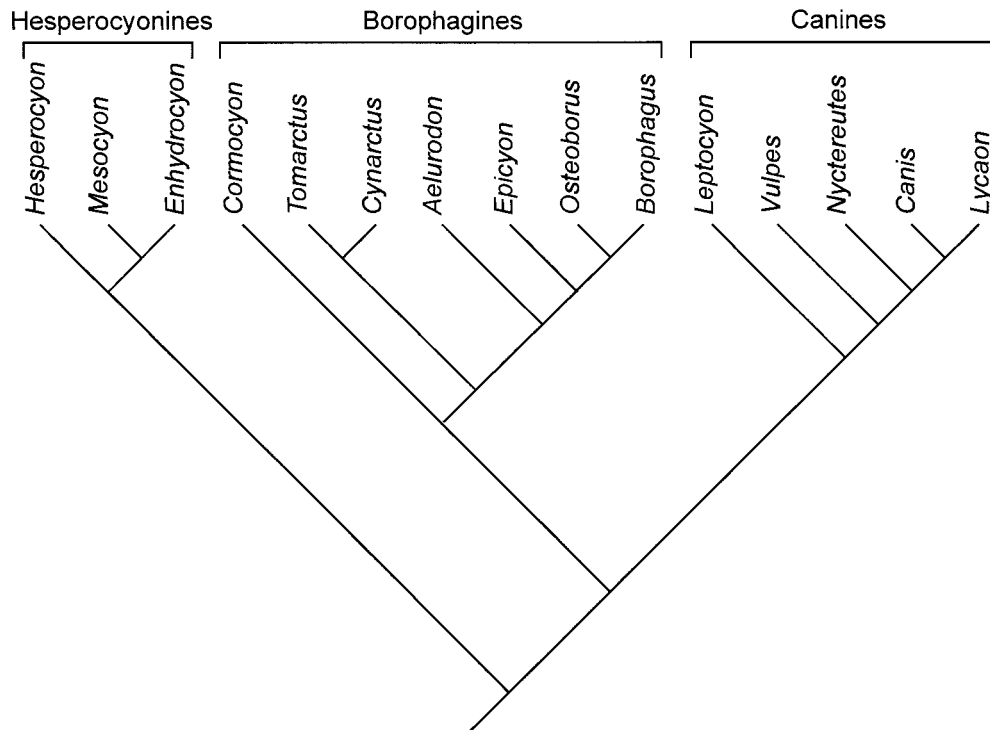 Hesperocyonines Borophagines Canines
Hesperocyon
Mesocyon
Enhydrocyon
Cormocyon
Tomarctus
Cynarctus
Aelurodon
Epicyon
Osteoborus
Borophagus
Leptocyon
Vulpes
Nyctereutes
Canis
Lycaon